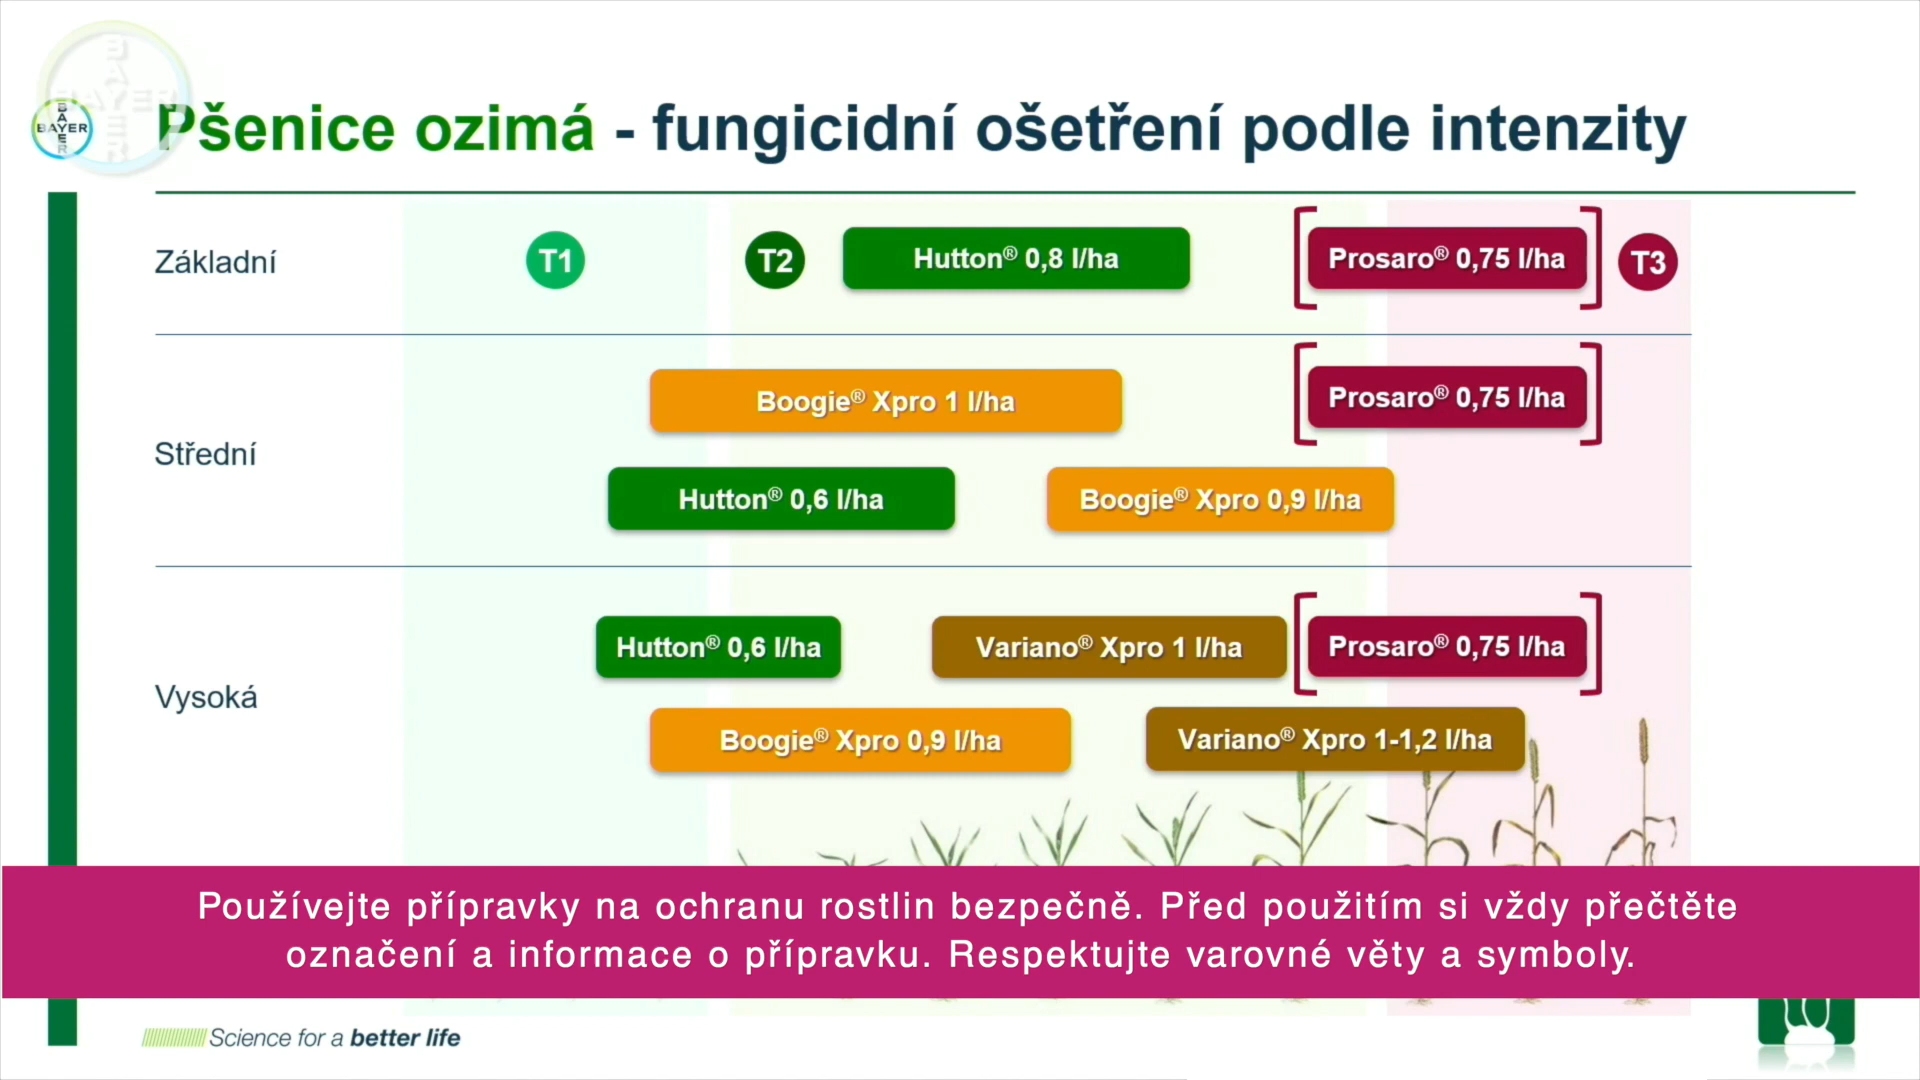 BAYER
BAYER
BAYER
BAYER
Pšenice ozimá - fungicidní ošetření podle intenzity
Základní
T1
T2
Hutton® 0,8 l/ha
Prosaro® 0,75 l/ha
T3
Střední
Boogie® Xpro 1 l/ha
Prosaro® 0,75 l/ha
Hutton® 0,6 l/ha
Boogie® Xpro 0,9 l/ha
Vysoká
Hutton® 0,6 l/ha
Variano® Xpro 1 l/ha
Prosaro® 0,75 l/ha
Boogie® Xpro 0,9 l/ha
Variano® Xpro 1-1,2 l/ha
Používejte přípravky na ochranu rostlin bezpečně. Před použitím si vždy přečtěte
označení a informace o přípravku. Respektujte varovné věty a symboly.
Science for a better life